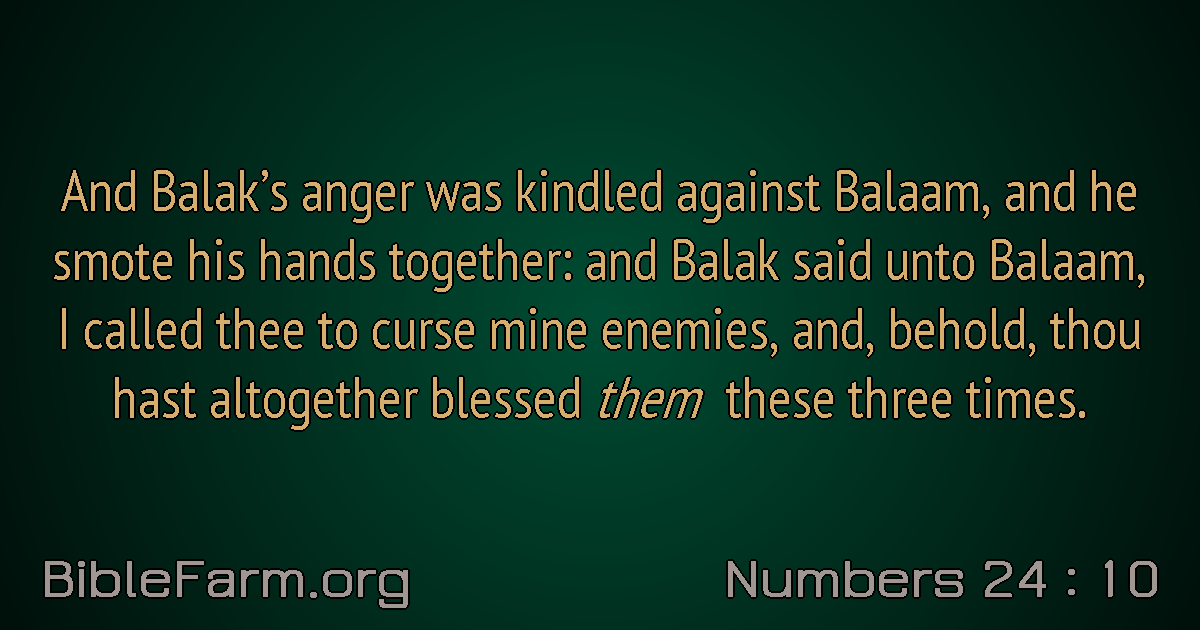 And Balak’s anger was kindled against Balaam, and he
smote his hands together: and Balak said unto Balaam,
I called thee to curse mine enemies, and, behold, thou
hast altogether blessed them these three times.
BibleFarm.org
Numbers 24 : 10